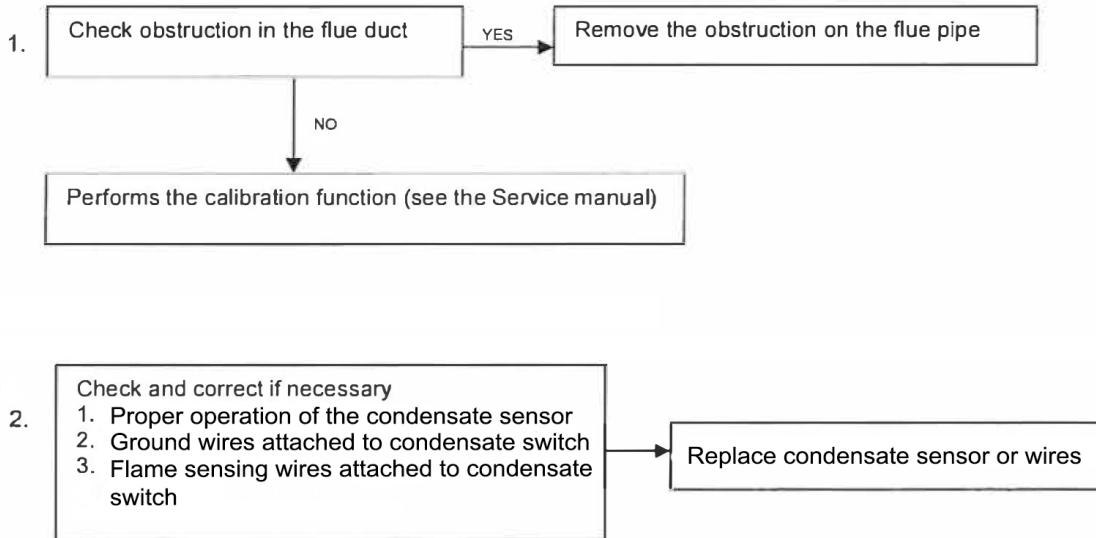 1.
Check obstruction in the flue duct
YES
Remove the obstruction on the flue pipe
NO
Performs the calibration function (see the Service manual)
2.
Check and correct if necessary
1. Proper operation of the condensate sensor
2. Ground wires attached to condensate switch
3. Flame sensing wires attached to condensate
switch
Replace condensate sensor or wires